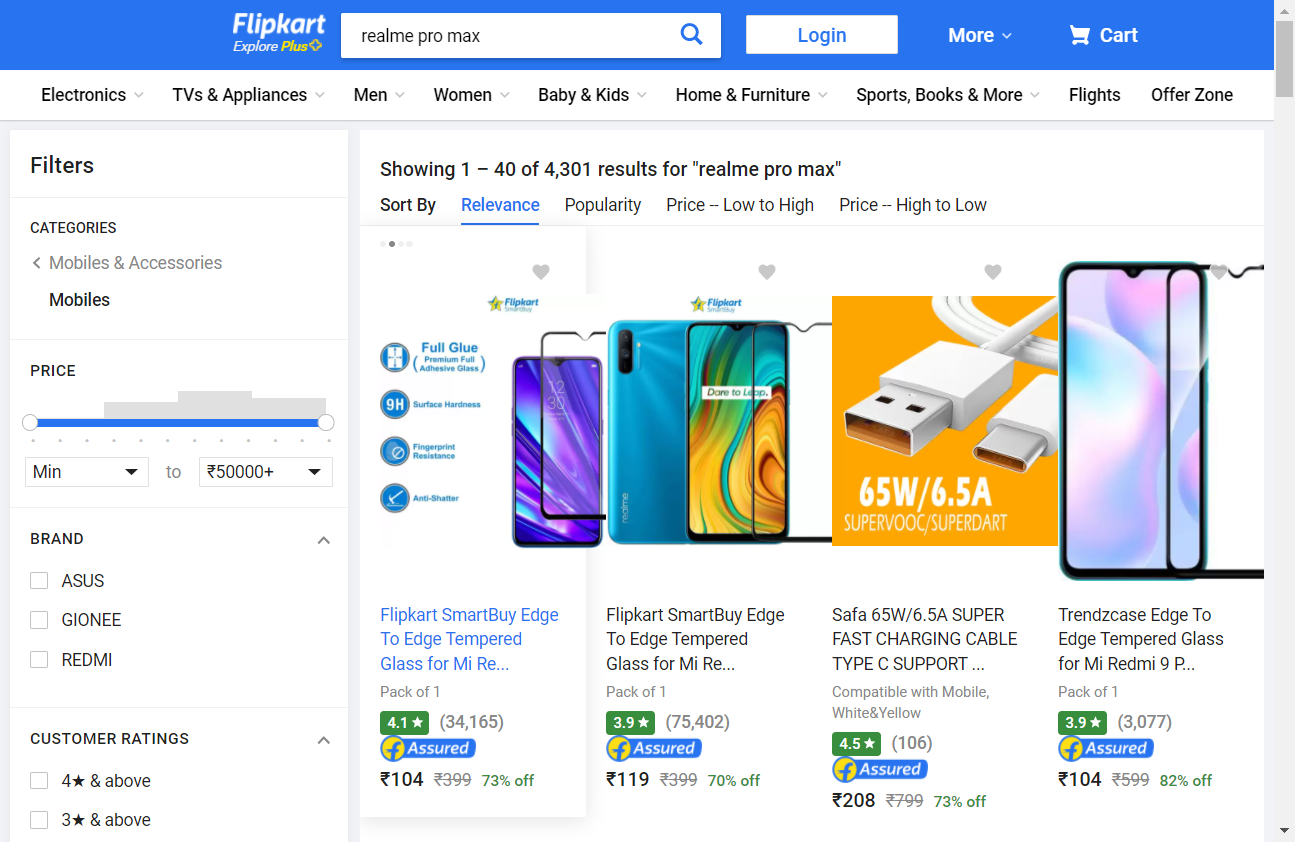 Flipkart
Explore Plus
realme pro max
Login
More
Cart
Electronics
TVs & Appliances
Men
Women
Baby & Kids
Home & Furniture
Sports, Books & More
Flights
Offer Zone
Filters
CATEGORIES
Mobiles & Accessories
Mobiles
PRICE
Min
to
₹50000+
BRAND
ASUS
GIONEE
REDMI
CUSTOMER RATINGS
4★ & above
3★ & above
Showing 1 – 40 of 4,301 results for "realme pro max"
Sort By
Relevance
Popularity
Price -- Low to High
Price -- High to Low
Flipkart
SmartBuy
Full Glue
( Premium Full
Adhesive Glass )
9H
Surface Hardness
Fingerprint
Resistance
Anti-Shatter
12
30
Flipkart SmartBuy Edge
To Edge Tempered
Glass for Mi Re...
Pack of 1
4.1★ (34,165)
Assured
₹104 ₹399 73% off
Flipkart
SmartBuy
Dare to Leap.
realme
Flipkart SmartBuy Edge
To Edge Tempered
Glass for Mi Re...
Pack of 1
3.9★ (75,402)
Assured
₹119 ₹399 70% off
65W/6.5A
SUPERVOOC/SUPERDART
Safa 65W/6.5A SUPER
FAST CHARGING CABLE
TYPE C SUPPORT ...
Compatible with Mobile,
White&Yellow
4.5★ (106)
Assured
₹208 ₹799 73% off
Trendzcase Edge To
Edge Tempered Glass
for Mi Redmi 9 P...
Pack of 1
3.9★ (3,077)
Assured
₹104 ₹599 82% off